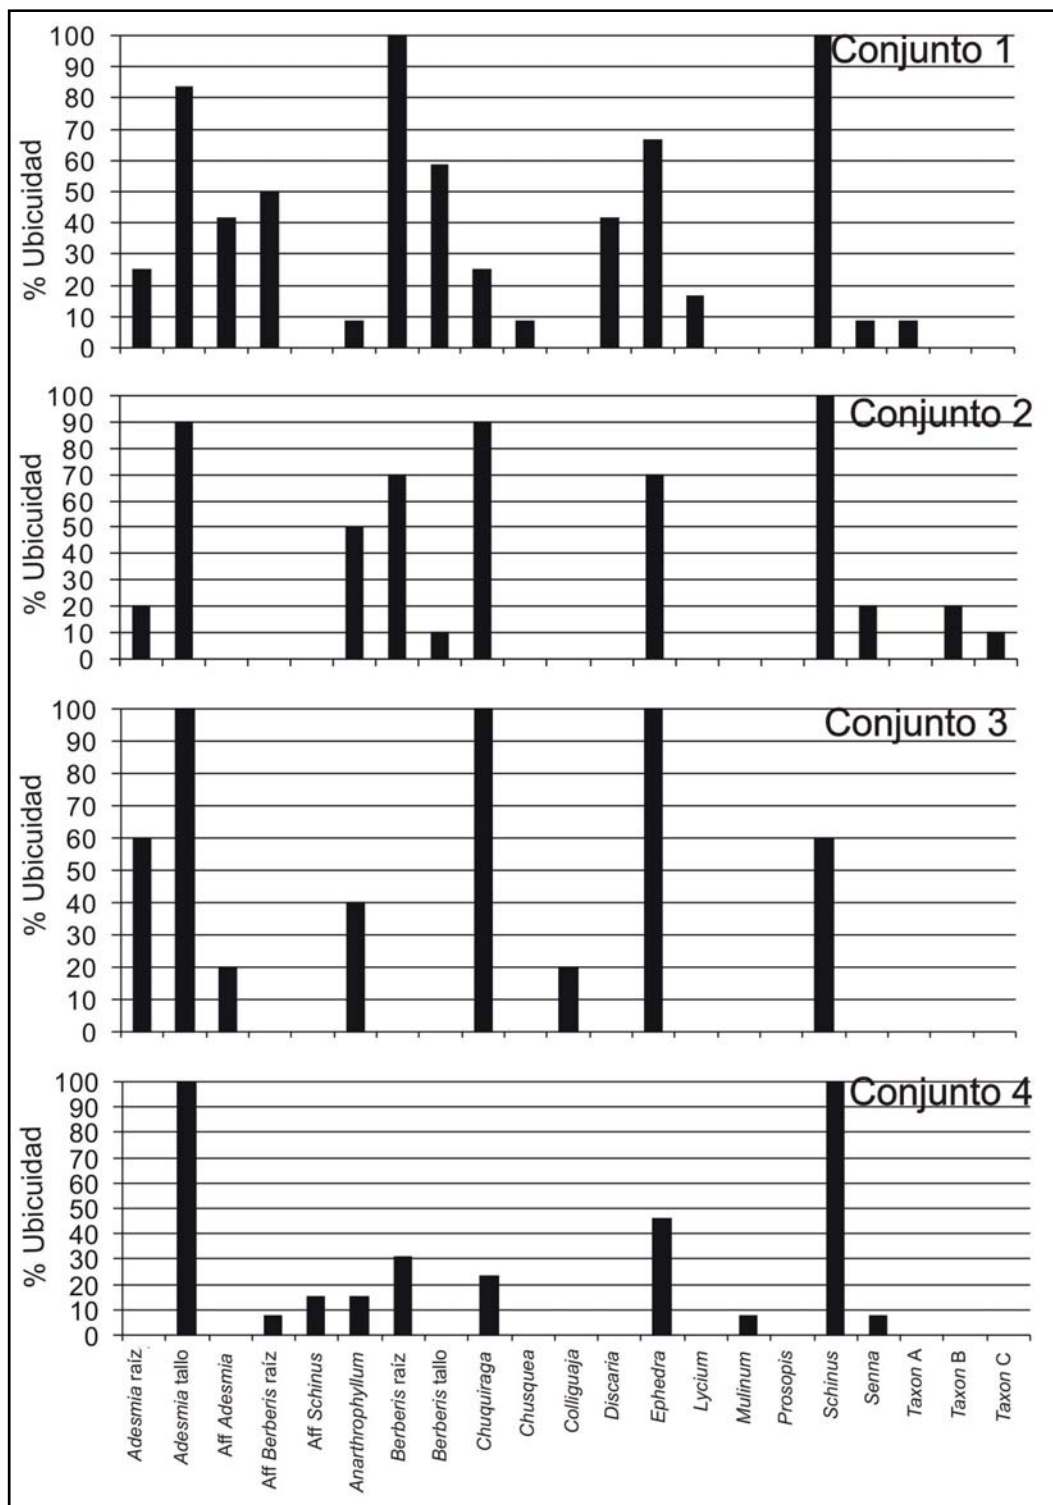 Conjunto 1
% Ubicuidad
100
90
80
70
60
50
40
30
20
10
0
Conjunto 2
% Ubicuidad
100
90
80
70
60
50
40
30
20
10
0
Conjunto 3
% Ubicuidad
100
90
80
70
60
50
40
30
20
10
0
Conjunto 4
% Ubicuidad
100
90
80
70
60
50
40
30
20
10
0
Adesmia raíz
Adesmia tallo
Aff Adesmia
Aff Berberis raíz
Aff Schinus
Anarthrophyllum
Berberis raíz
Berberis tallo
Chuquiraga
Chusquea
Colliguaja
Discaria
Ephedra
Lycium
Mulinum
Prosopis
Schinus
Senna
Taxon A
Taxon B
Taxon C